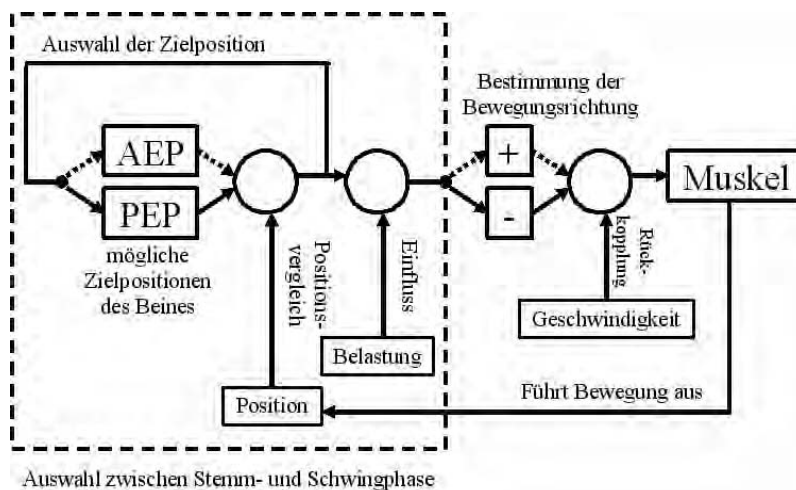 Auswahl der Zielposition
Bestimmung der
Bewegungsrichtung
AEP
PEP
+
-
Muskel
mögliche
Zielpositionen
des Beines
Positions-
vergleich
Einfluss
Rück-
kopplung
Geschwindigkeit
Belastung
Position
Führt Bewegung aus
Auswahl zwischen Stemm- und Schwingphase